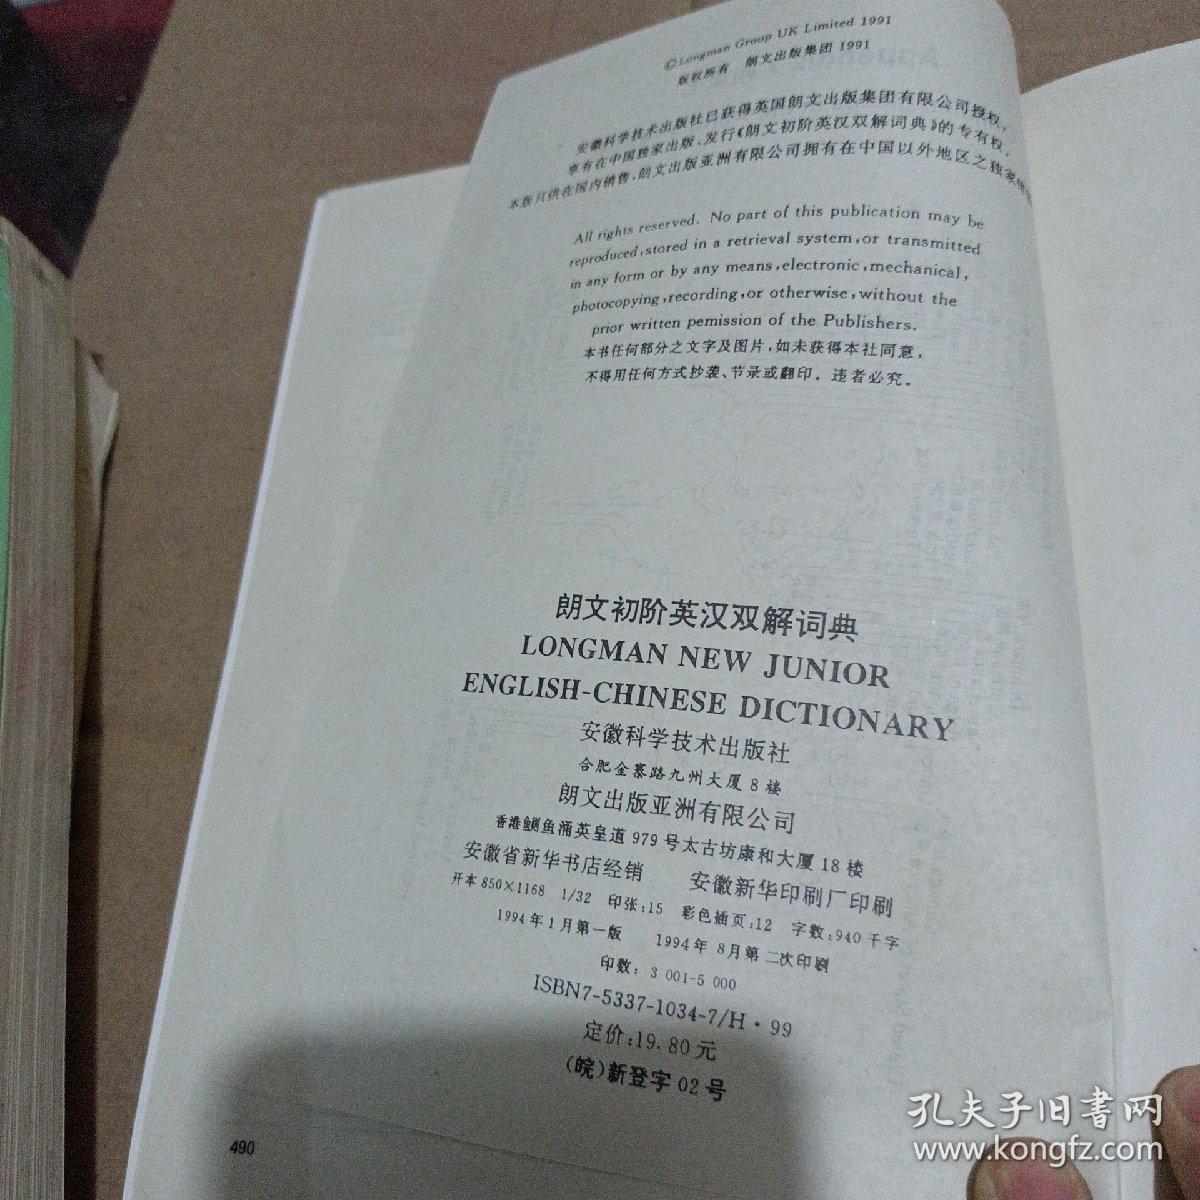 ©Longman Group UK Limited 1991
版权所有 朗文出版集团 1991
安徽科学技术出版社已获得英国朗文出版集团有限公司授权，
享有在中国独家出版、发行《朗文初阶英汉双解词典》的专有权。
本版只供在国内销售，朗文出版亚洲有限公司拥有在中国以外地区之独家
All rights reserved. No part of this publication may be
reproduced,stored in a retrieval system,or transmitted
in any form or by any means,electronic,mechanical,
photocopying,recording,or otherwise,without the
prior written pemission of the Publishers.
本书任何部分之文字及图片，如未获得本社同意，
不得用任何方式抄袭、节录或翻印。违者必究。
朗文初阶英汉双解词典
LONGMAN NEW JUNIOR
ENGLISH-CHINESE DICTIONARY
安徽科学技术出版社
合肥金寨路九州大厦8楼
朗文出版亚洲有限公司
香港鲗鱼涌英皇道979号太古坊康和大厦18楼
安徽省新华书店经销 安徽新华印刷厂印刷
开本850×1168 1/32 印张:15 彩色插页:12 字数:940千字
1994年1月第一版 1994年8月第二次印刷
印数: 3 001-5 000
ISBN7-5337-1034-7/H·99
定价:19.80元
(皖)新登字02号
490
孔夫子旧书网
www.kongfz.com